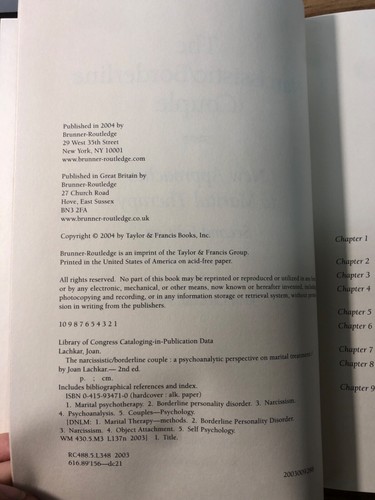 Published in 2004 by
Brunner-Routledge
29 West 35th Street
New York, NY 10001
www.brunner-routledge.com
Published in Great Britain by
Brunner-Routledge
27 Church Road
Hove, East Sussex
BN3 2FA
www.brunner-routledge.co.uk
Copyright © 2004 by Taylor & Francis Books, Inc.
Brunner-Routledge is an imprint of the Taylor & Francis Group.
Printed in the United States of America on acid-free paper.
All rights reserved. No part of this book may be reprinted or reproduced or utilized in
or by any electronic, mechanical, or other means, now known or hereafter invented,
photocopying and recording, or in any information storage or retrieval system, without
sion in writing from the publishers.
10 9 8 7 6 5 4 3 2 1
Library of Congress Cataloging-in-Publication Data
Lachkar, Joan.
The narcissistic/borderline couple : a psychoanalytic perspective on marital treatment
by Joan Lachkar.— 2nd ed.
p. ; cm.
Includes bibliographical references and index.
ISBN 0-415-93471-0 (hardcover : alk. paper)
1. Marital psychotherapy. 2. Borderline personality disorder. 3. Narcissism.
4. Psychoanalysis. 5. Couples—Psychology.
[DNLM: 1. Marital Therapy—methods. 2. Borderline Personality Disorder.
3. Narcissism. 4. Object Attachment. 5. Self Psychology.
WM 430.5.M3 L137n 2003] I. Title.
RC488.5.L348 2003
616.89'156—dc21
Chapter 1
Chapter 2
Chapter 3
Chapter 4
Chapter 5
Chapter 6
Chapter 7
Chapter 8
Chapter 9